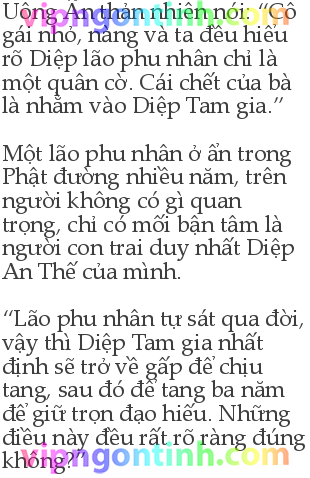 Uông Ấn thản nhiên nói: “Cô
gái nhỏ, nàng và ta đều hiểu
rõ Diệp lão phu nhân chỉ là
một quân cờ. Cái chết của bà
là nhằm vào Diệp Tam gia.”
Một lão phu nhân ở ẩn trong
Phật đường nhiều năm, trên
người không có gì quan
trọng, chỉ có mối bận tâm là
người con trai duy nhất Diệp
An Thế của mình.
“Lão phu nhân tự sát qua đời,
vậy thì Diệp Tam gia nhất
định sẽ trở về gấp để chịu
tang, sau đó để tang ba năm
để giữ trọn đạo hiếu. Những
điều này đều rất rõ ràng đúng
không?”
vipngontinh.com
vipngontinh.com